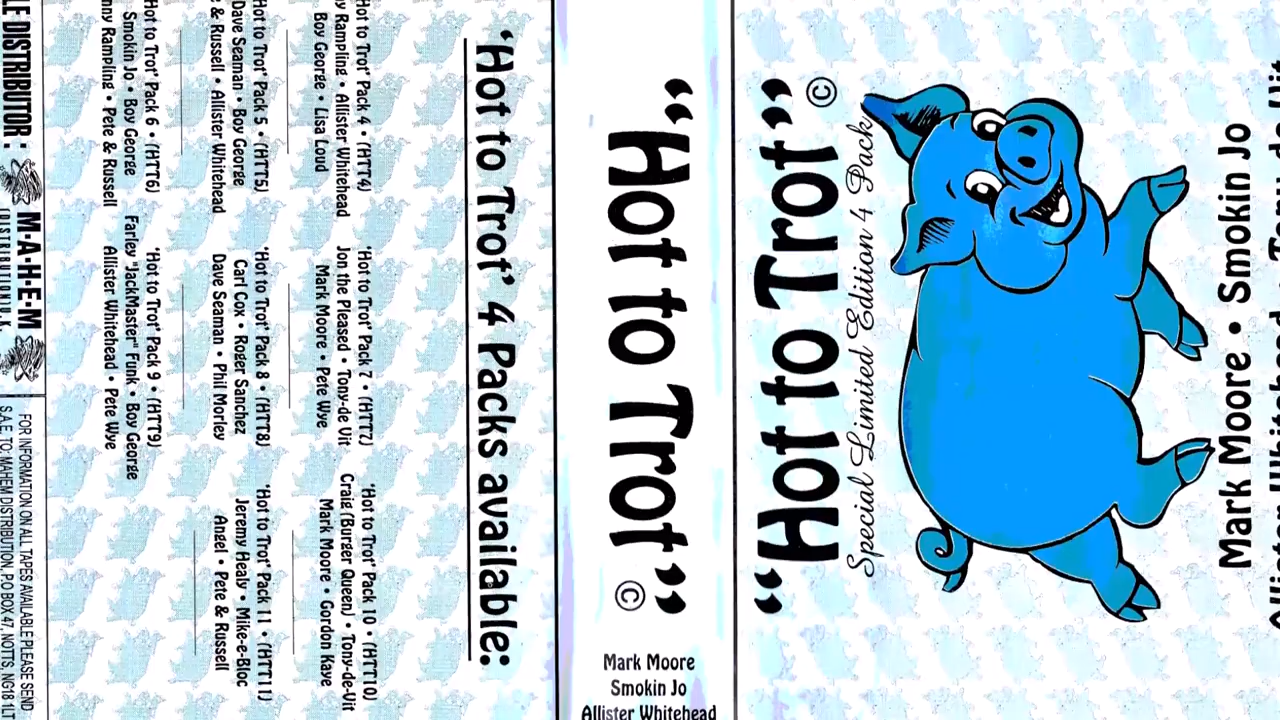 “Hot to Trot” ©
Special Limited Edition 4 Pack
Mark Moore • Smokin Jo
“Hot to Trot” ©
Mark Moore
Smokin Jo
Allister Whitehead
‘Hot to Trot’ 4 Packs available:
Hot to Trot’ Pack 4 • (HTT4)
Rampling • Allister Whitehead
Boy George • Lisa Loud
Hot to Trot’ Pack 5 • (HTT5)
Dave Seaman • Boy George
& Russell • Allister Whitehead
Hot to Trot’ Pack 6 • (HTT6)
Smokin Jo • Boy George
Rampling • Pete & Russell
‘Hot to Trot’ Pack 7 • (HTT7)
Jon the Pleased • Tony-de Vit
Mark Moore • Pete Wye
‘Hot to Trot’ Pack 8 • (HTT8)
Carl Cox • Roger Sanchez
Dave Seaman • Phil Morley
‘Hot to Trot’ Pack 9 • (HTT9)
Farley "JackMaster" Funk • Boy George
Allister Whitehead • Pete Wye
‘Hot to Trot’ Pack 10 • (HTT10)
Craig (Burger Queen) • Tony-de-Vit
Mark Moore • Gordon Kaye
‘Hot to Trot’ Pack 11 • (HTT11)
Jeremy Healy • Mike-e-Bloc
Angel • Pete & Russell
DISTRIBUTOR :
M·A·H·E·M
(DISTRIBUTION) U.K.
FOR INFORMATION ON ALL TAPES AVAILABLE PLEASE SEND
S.A.E. TO: MAHEM DISTRIBUTION, P.O BOX 47, NOTTS, NG18 1LT